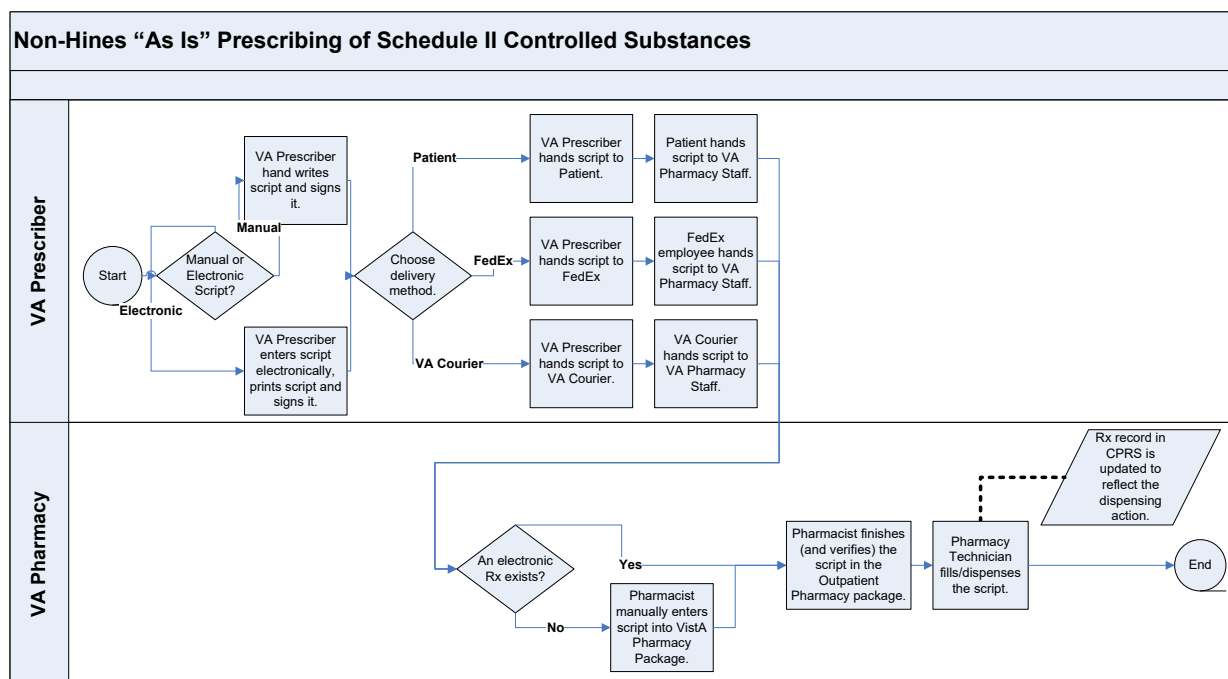 Non-Hines “As Is” Prescribing of Schedule II Controlled Substances
VA Prescriber
Start
Manual or
Electronic
Script?
Manual
Electronic
VA Prescriber
hand writes
script and signs
it.
VA Prescriber
enters script
electronically,
prints script and
signs it.
Choose
delivery
method.
Patient
FedEx
VA Courier
VA Prescriber
hands script to
Patient.
Patient hands
script to VA
Pharmacy Staff.
VA Prescriber
hands script to
FedEx
FedEx
employee hands
script to VA
Pharmacy Staff.
VA Prescriber
hands script to
VA Courier.
VA Courier
hands script to
VA Pharmacy
Staff.
VA Pharmacy
An electronic
Rx exists?
Yes
No
Pharmacist
manually enters
script into VistA
Pharmacy
Package.
Pharmacist finishes
(and verifies) the
script in the
Outpatient
Pharmacy package.
Pharmacy
Technician
fills/dispenses
the script.
Rx record in
CPRS is
updated to
reflect the
dispensing
action.
End